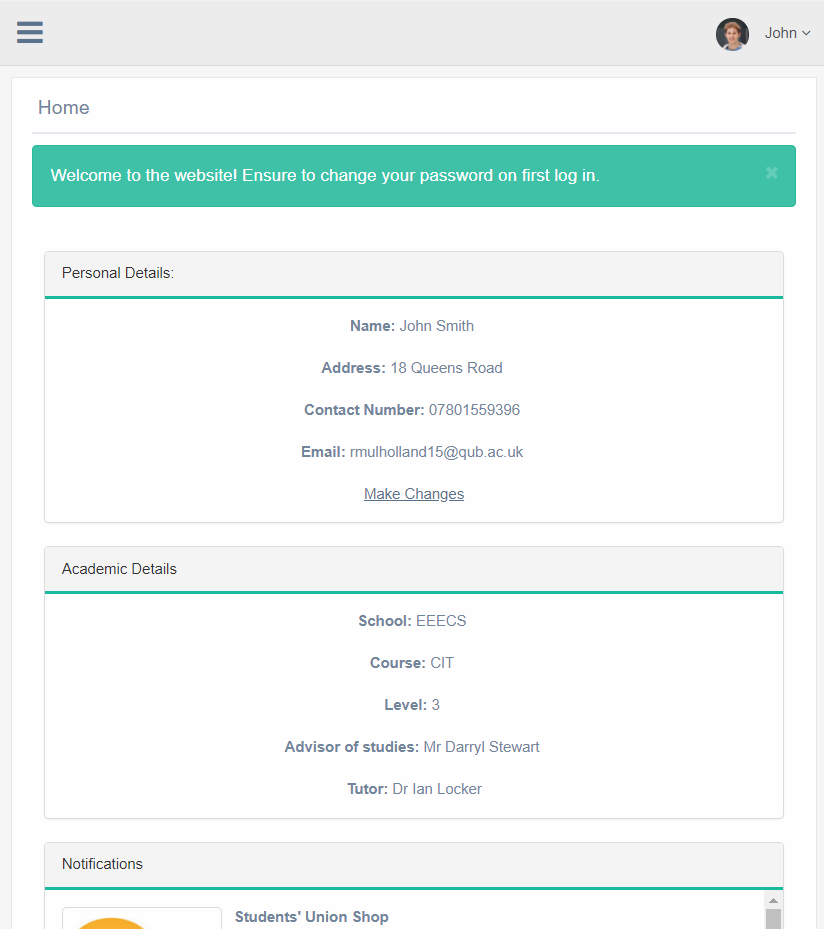 John
Home
Welcome to the website! Ensure to change your password on first log in.
Personal Details:
Name: John Smith
Address: 18 Queens Road
Contact Number: 07801559396
Email: rmulholland15@qub.ac.uk
Make Changes
Academic Details
School: EEECS
Course: CIT
Level: 3
Advisor of studies: Mr Darryl Stewart
Tutor: Dr Ian Locker
Notifications
Students' Union Shop